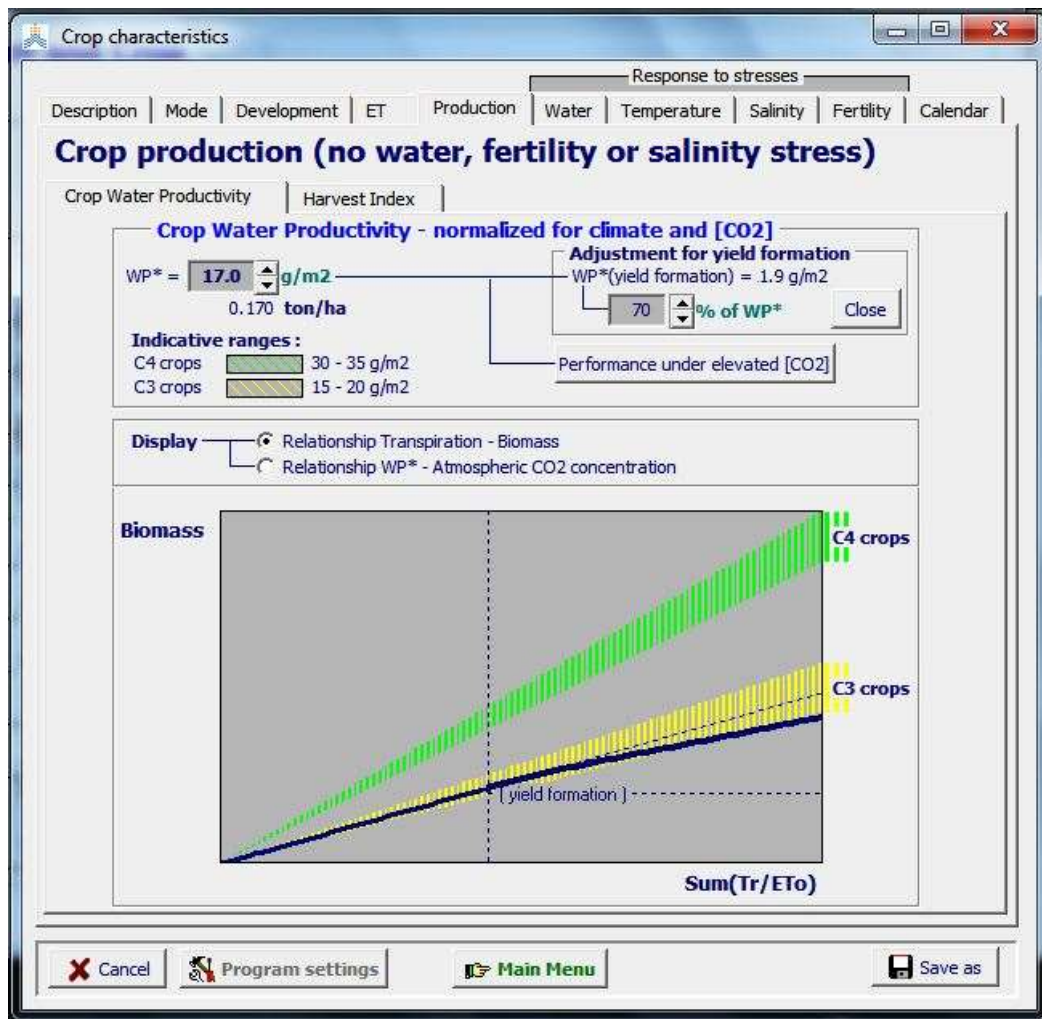 Crop characteristics
Response to stresses
Description Mode Development ET Production Water Temperature Salinity Fertility Calendar
Crop production (no water, fertility or salinity stress)
Crop Water Productivity Harvest Index
Crop Water Productivity - normalized for climate and [CO2]
Adjustment for yield formation
WP* = 17.0 g/m2 WP*(yield formation) = 1.9 g/m2
0.170 ton/ha 70 % of WP* Close
Indicative ranges :
C4 crops 30 - 35 g/m2 Performance under elevated [CO2]
C3 crops 15 - 20 g/m2
Display Relationship Transpiration - Biomass
Relationship WP* - Atmospheric CO2 concentration
Biomass
C4 crops
C3 crops
[ yield formation ]
Sum(Tr/ETo)
Cancel Program settings Main Menu Save as